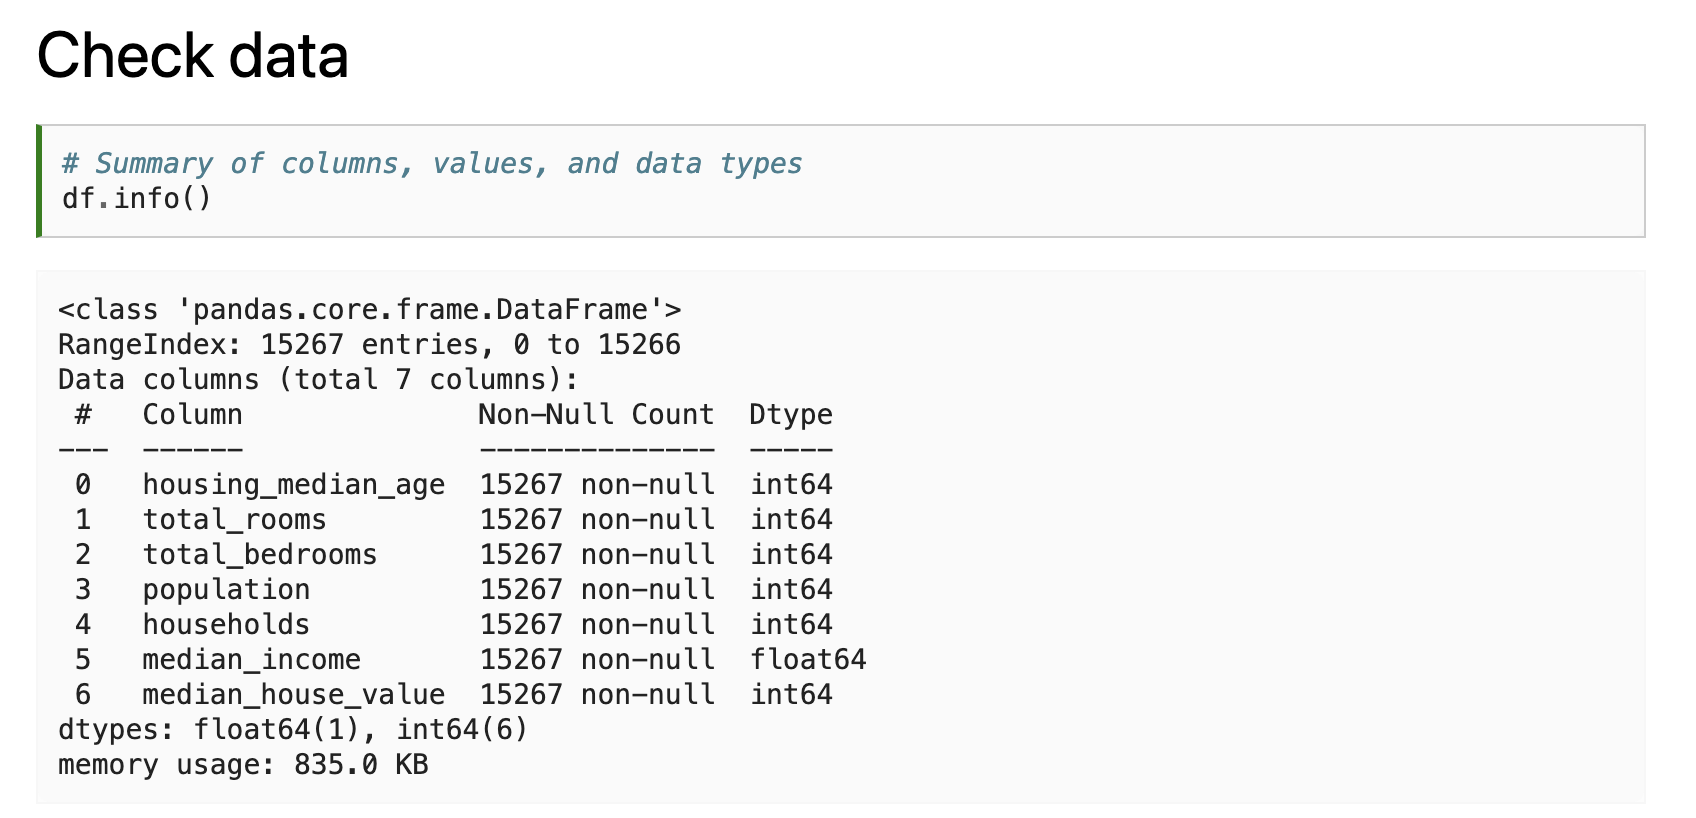 Check data
# Summary of columns, values, and data types
df.info()
<class 'pandas.core.frame.DataFrame'>
RangeIndex: 15267 entries, 0 to 15266
Data columns (total 7 columns):
 #   Column              Non-Null Count  Dtype
---  ------              --------------  -----
 0   housing_median_age  15267 non-null  int64
 1   total_rooms         15267 non-null  int64
 2   total_bedrooms      15267 non-null  int64
 3   population          15267 non-null  int64
 4   households          15267 non-null  int64
 5   median_income       15267 non-null  float64
 6   median_house_value  15267 non-null  int64
dtypes: float64(1), int64(6)
memory usage: 835.0 KB